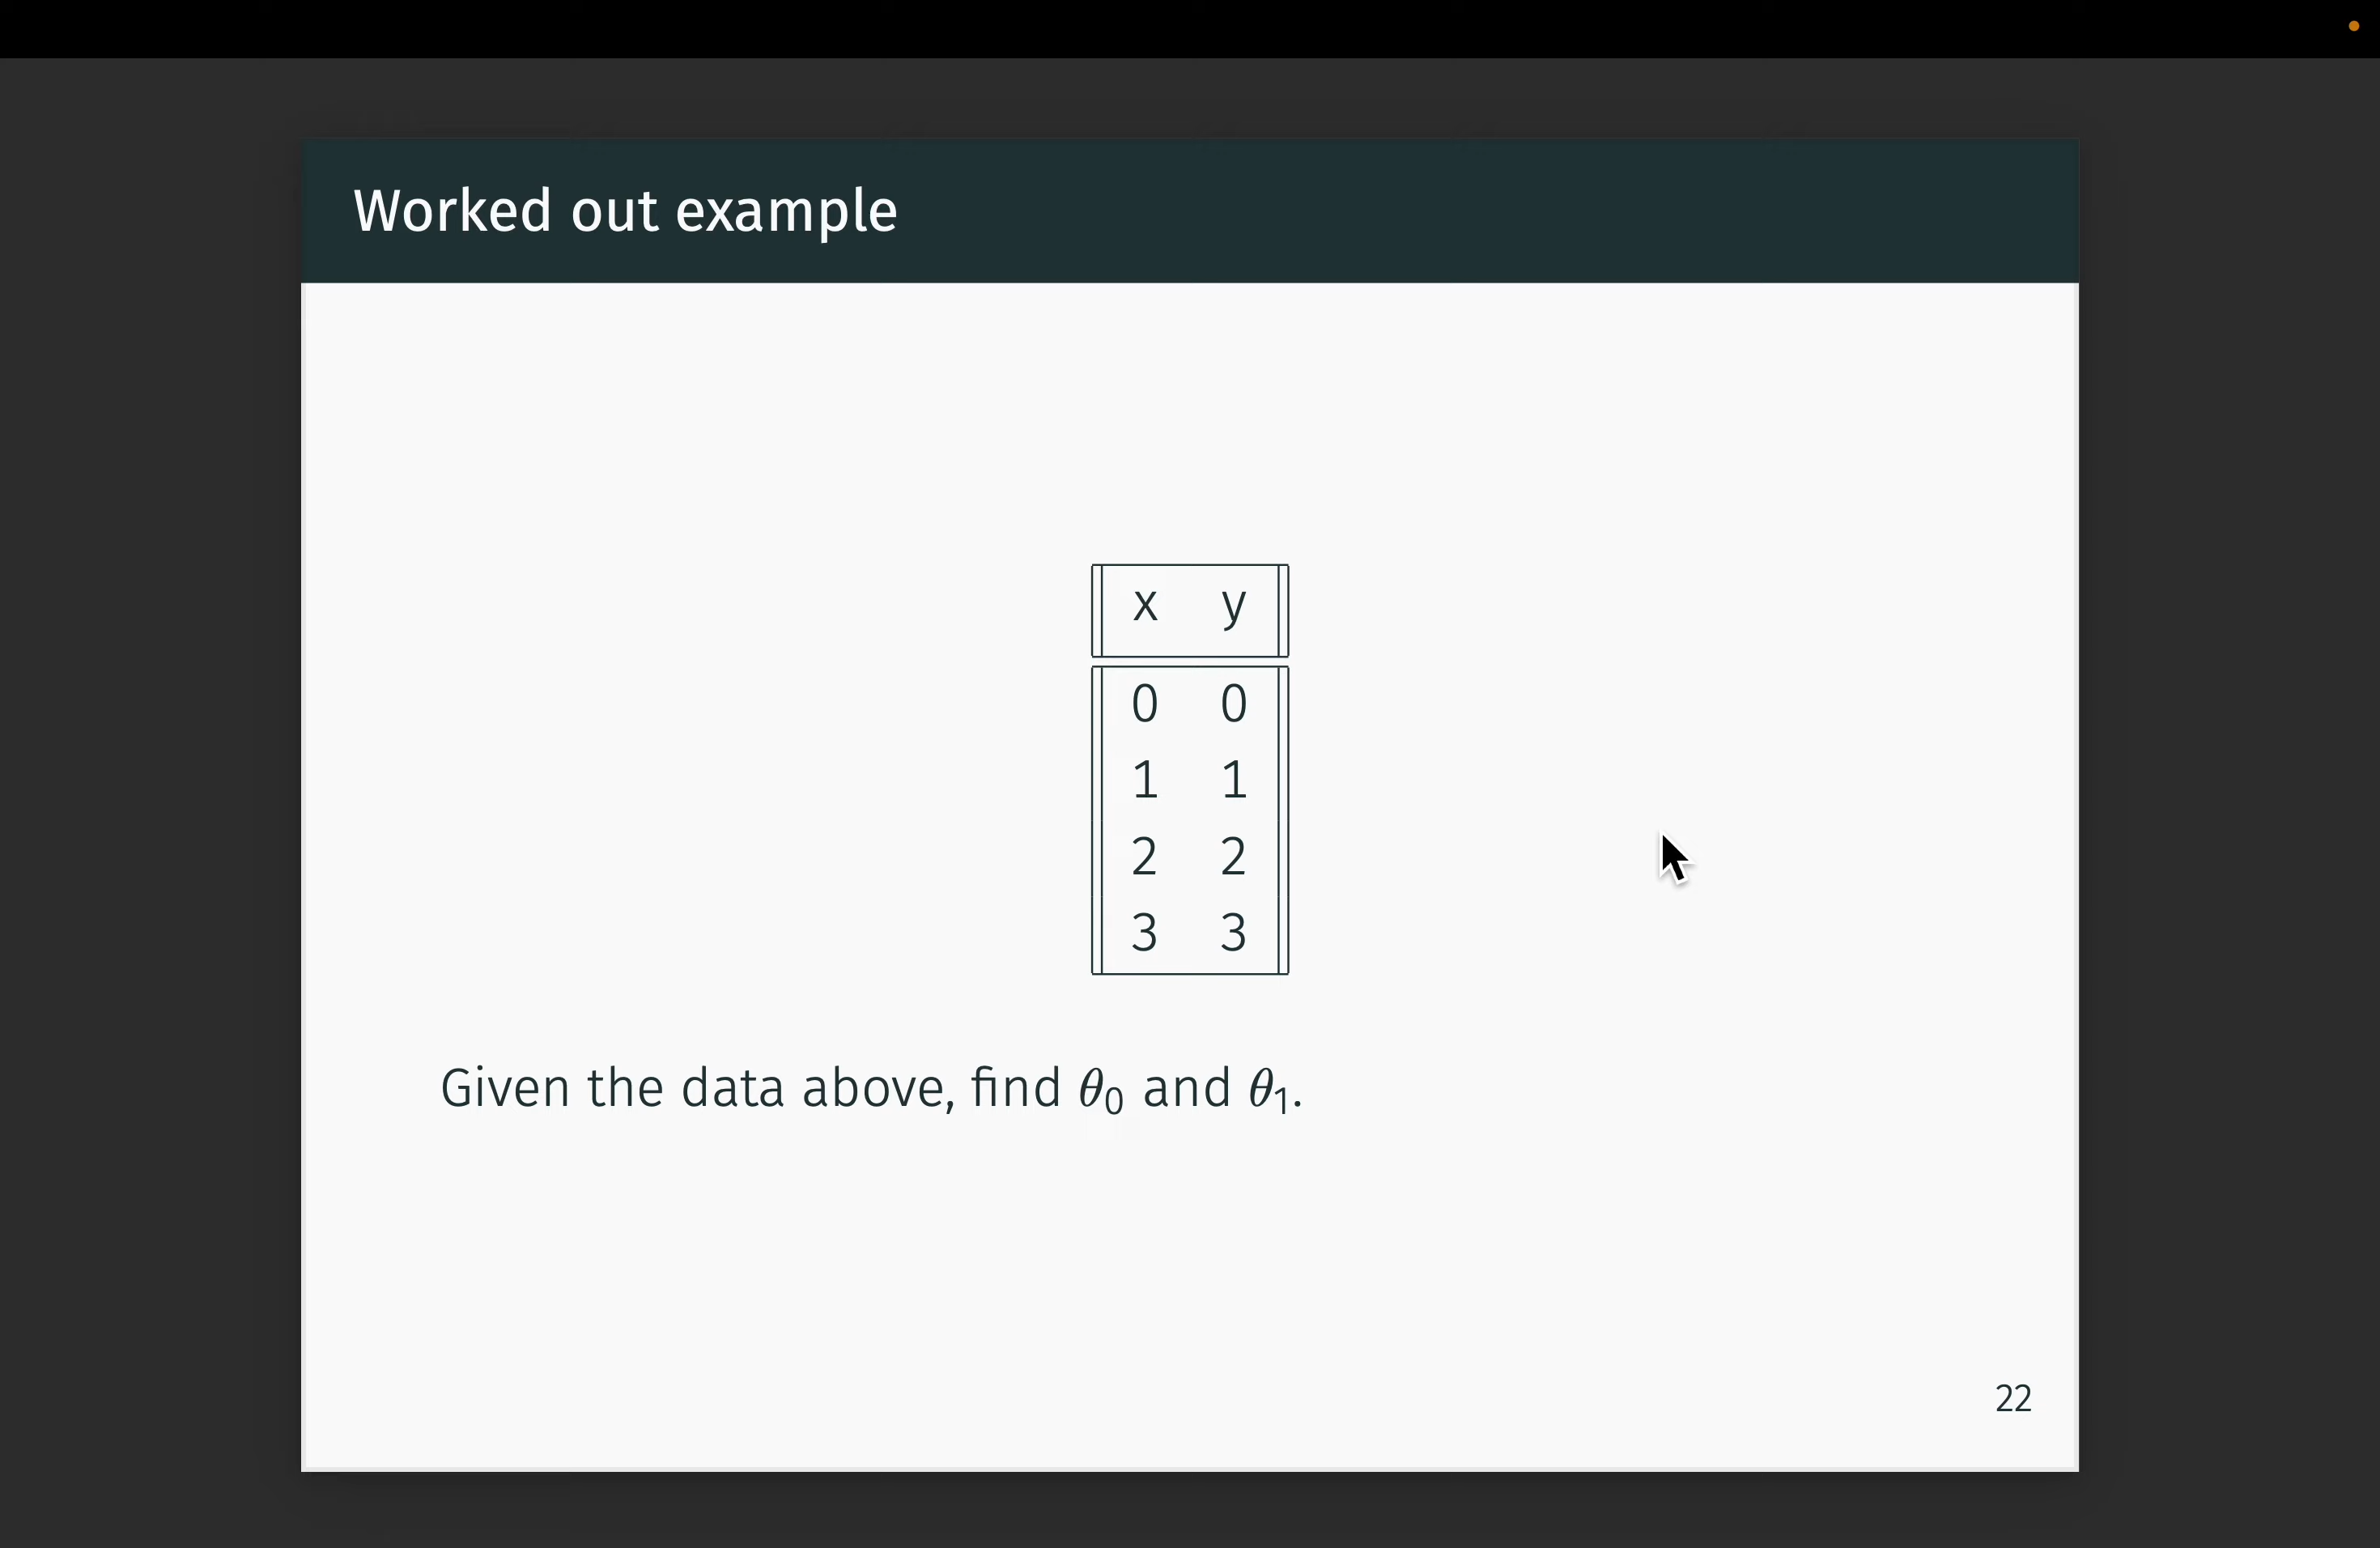 Worked out example
x y
0 0
1 1
2 2
3 3
Given the data above, find θ₀ and θ₁.
22